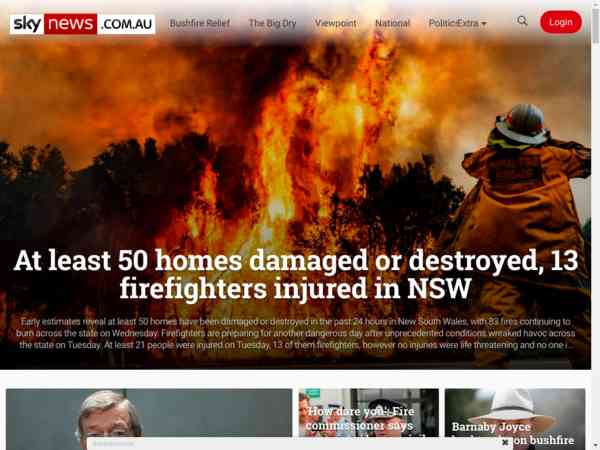 sky news .COM.AU Bushfire Relief The Big Dry Viewpoint National Politics Extra Login
At least 50 homes damaged or destroyed, 13
firefighters injured in NSW
Early estimates reveal at least 50 homes have been damaged or destroyed in the past 24 hours in New South Wales, with 83 fires continuing to
burn across the state on Wednesday. Firefighters are preparing for another dangerous day after unprecedented conditions wreaked havoc across
the state on Tuesday. At least 21 people were injured on Tuesday, 13 of them firefighters, however no injuries were life threatening and no one i...
'How dare you': Fire
commissioner says
Barnaby Joyce
on bushfire